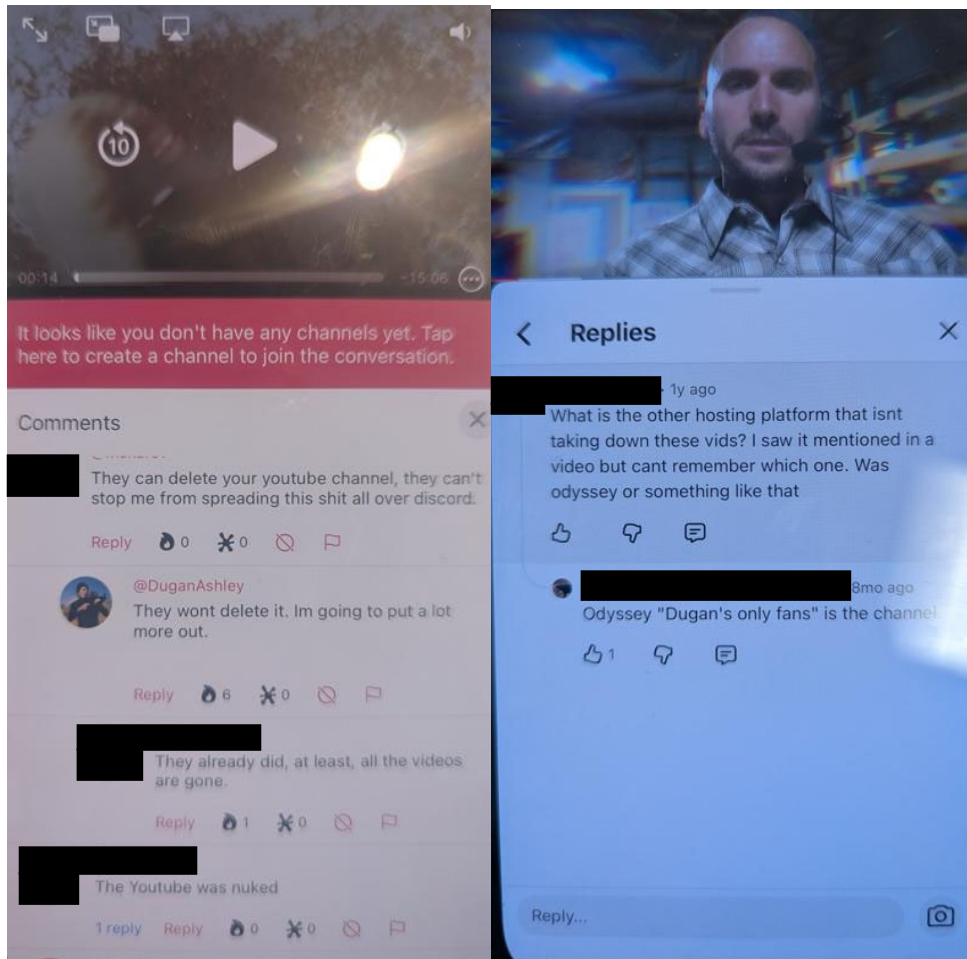 10
00:14
-15:06
It looks like you don't have any channels yet. Tap
here to create a channel to join the conversation.
Comments
They can delete your youtube channel, they can't
stop me from spreading this shit all over discord.
Reply 0 0
@DuganAshley
They wont delete it. Im going to put a lot
more out.
Reply 6 0
They already did, at least, all the videos
are gone.
Reply 1 0
The Youtube was nuked
1 reply Reply 0 0
Replies
· 1y ago
What is the other hosting platform that isnt
taking down these vids? I saw it mentioned in a
video but cant remember which one. Was
odyssey or something like that
8mo ago
Odyssey "Dugan's only fans" is the channel
1
Reply...